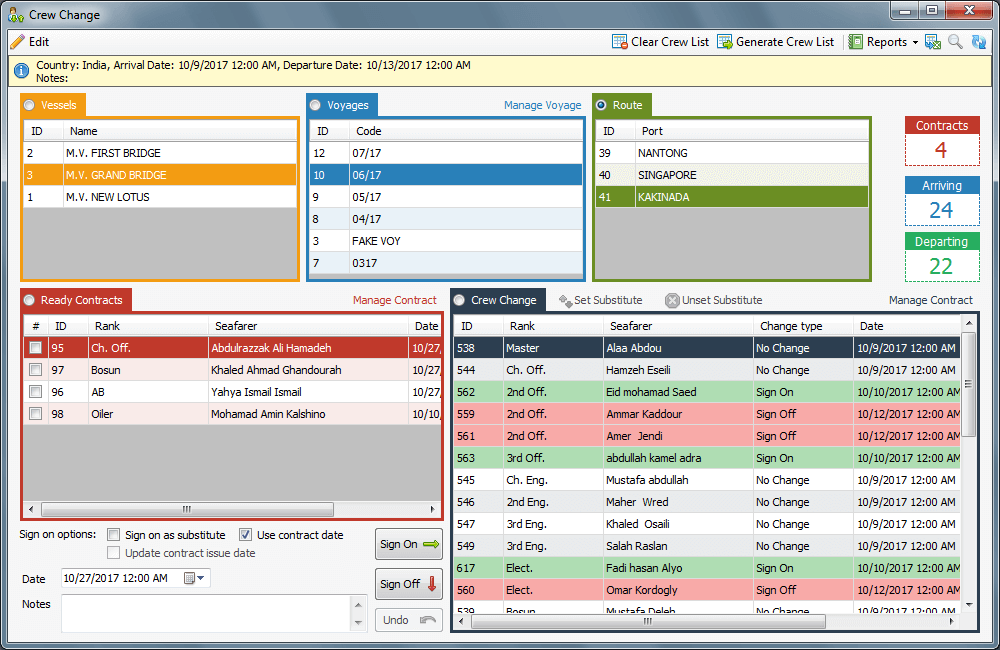 Crew Change
Edit
Clear Crew List Generate Crew List Reports
Country: India, Arrival Date: 10/9/2017 12:00 AM, Departure Date: 10/13/2017 12:00 AM
Notes:
Vessels
ID Name
2 M.V. FIRST BRIDGE
3 M.V. GRAND BRIDGE
1 M.V. NEW LOTUS
Voyages Manage Voyage
ID Code
12 07/17
10 06/17
9 05/17
8 04/17
3 FAKE VOY
7 0317
Route
ID Port
39 NANTONG
40 SINGAPORE
41 KAKINADA
Contracts
4
Arriving
24
Departing
22
Ready Contracts Manage Contract
# ID Rank Seafarer Date
95 Ch. Off. Abdulrazzak Ali Hamadeh 10/27,
97 Bosun Khaled Ahmad Ghandourah 10/27,
96 AB Yahya Ismail Ismail 10/27,
98 Oiler Mohamad Amin Kalshino 10/10,
Sign on options: Sign on as substitute Use contract date
Update contract issue date
Date 10/27/2017 12:00 AM
Notes
Sign On
Sign Off
Undo
Crew Change Set Substitute Unset Substitute Manage Contract
ID Rank Seafarer Change type Date
538 Master Alaa Abdou No Change 10/9/2017 12:00 AM
544 Ch. Off. Hamzeh Eseili No Change 10/9/2017 12:00 AM
562 2nd Off. Eid mohamad Saed Sign On 10/10/2017 12:00 AM
559 2nd Off. Ammar Kaddour Sign Off 10/12/2017 12:00 AM
561 2nd Off. Amer Jendi Sign Off 10/12/2017 12:00 AM
563 3rd Off. abdullah kamel adra Sign On 10/10/2017 12:00 AM
545 Ch. Eng. Mustafa abdullah No Change 10/9/2017 12:00 AM
546 2nd Eng. Maher Wred No Change 10/9/2017 12:00 AM
547 3rd Eng. Khaled Osaili No Change 10/9/2017 12:00 AM
549 3rd Eng. Salah Raslan No Change 10/9/2017 12:00 AM
617 Elect. Fadi hasan Alyo Sign On 10/10/2017 12:00 AM
560 Elect. Omar Kordogly Sign Off 10/12/2017 12:00 AM
539 Bosun Mustafa Deleh No Change 10/9/2017 12:00 AM